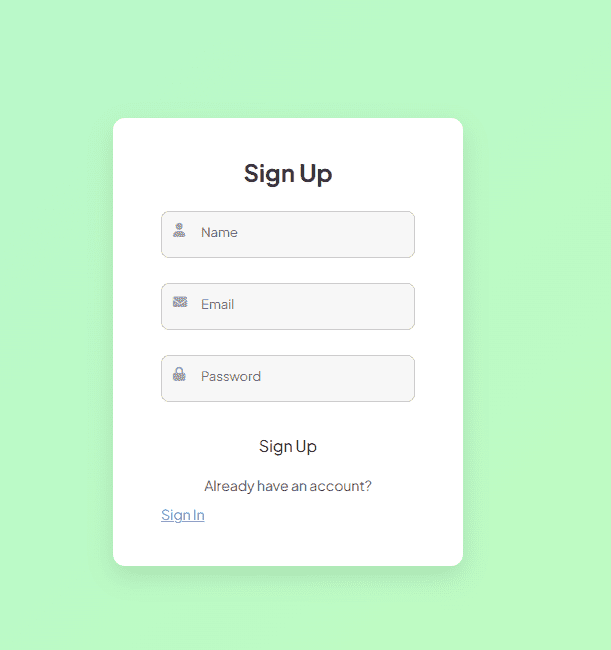 Sign Up
Name
Email
Password
Sign Up
Already have an account?
Sign In